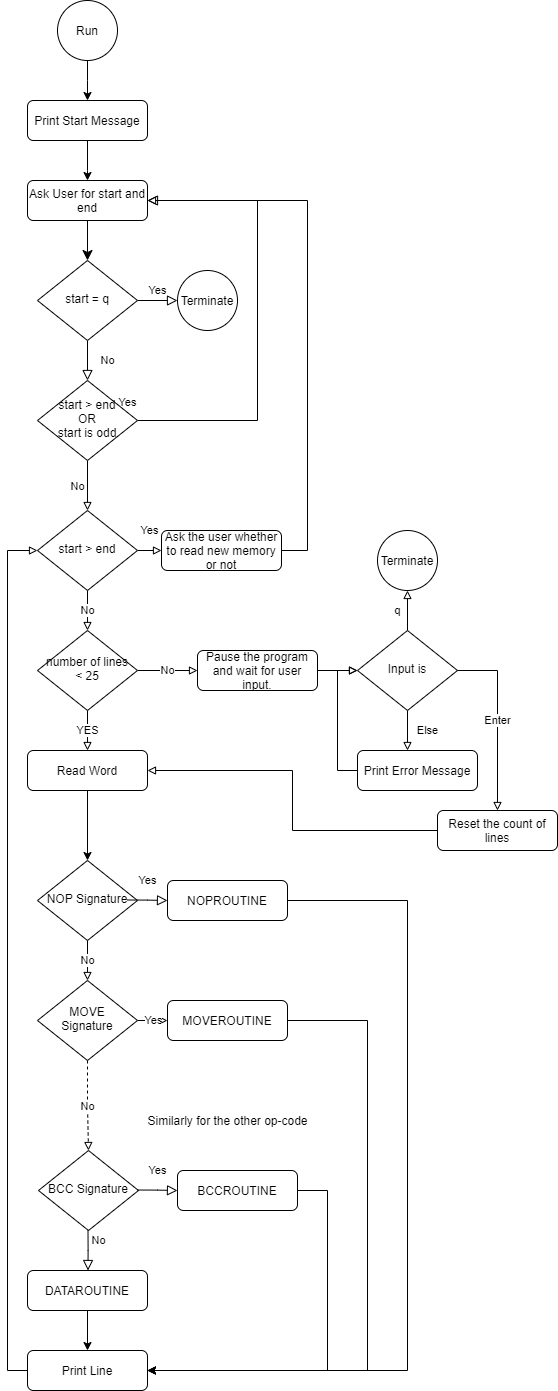 Run
Print Start Message
Ask User for start and
end
start = q
Yes
Terminate
No
start > end
OR
start is odd
Yes
No
start > end
Yes
Ask the user whether
to read new memory
or not
Terminate
q
No
number of lines
< 25
No
Pause the program
and wait for user
input.
Input is
Else
Enter
YES
Read Word
Print Error Message
Reset the count of
lines
NOP Signature
Yes
NOPROUTINE
No
MOVE
Signature
Yes
MOVEROUTINE
No
Similarly for the other op-code
BCC Signature
Yes
BCCROUTINE
No
DATAROUTINE
Print Line